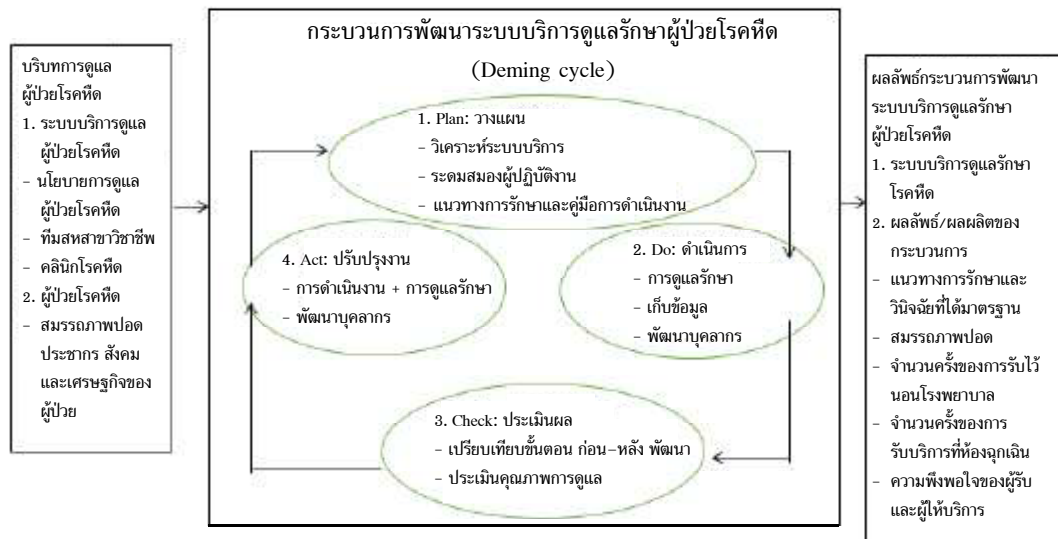 บริบทการดูแล
ผู้ป่วยโรคหืด
1. ระบบบริการดูแล
ผู้ป่วยโรคหืด
- นโยบายการดูแล
ผู้ป่วยโรคหืด
- ทีมสหสาขาวิชาชีพ
- คลินิกโรคหืด
2. ผู้ป่วยโรคหืด
- สมรรถภาพปอด
ประชากร สังคม
และเศรษฐกิจของ
ผู้ป่วย
กระบวนการพัฒนาระบบบริการดูแลรักษาผู้ป่วยโรคหืด
(Deming cycle)
1. Plan: วางแผน
- วิเคราะห์ระบบบริการ
- ระดมสมองผู้ปฏิบัติงาน
- แนวทางการรักษาและคู่มือการดำเนินงาน
2. Do: ดำเนินการ
- การดูแลรักษา
- เก็บข้อมูล
- พัฒนาบุคลากร
3. Check: ประเมินผล
- เปรียบเทียบขั้นตอน ก่อน-หลัง พัฒนา
- ประเมินคุณภาพการดูแล
4. Act: ปรับปรุงงาน
- การดำเนินงาน + การดูแลรักษา
- พัฒนาบุคลากร
ผลลัพธ์กระบวนการพัฒนา
ระบบบริการดูแลรักษา
ผู้ป่วยโรคหืด
1. ระบบบริการดูแลรักษา
โรคหืด
2. ผลลัพธ์/ผลผลิตของ
กระบวนการ
- แนวทางการรักษาและ
วินิจฉัยที่ได้มาตรฐาน
- สมรรถภาพปอด
- จำนวนครั้งของการรับไว้
นอนโรงพยาบาล
- จำนวนครั้งของการ
รับบริการที่ห้องฉุกเฉิน
- ความพึงพอใจของผู้รับ
และผู้ให้บริการ